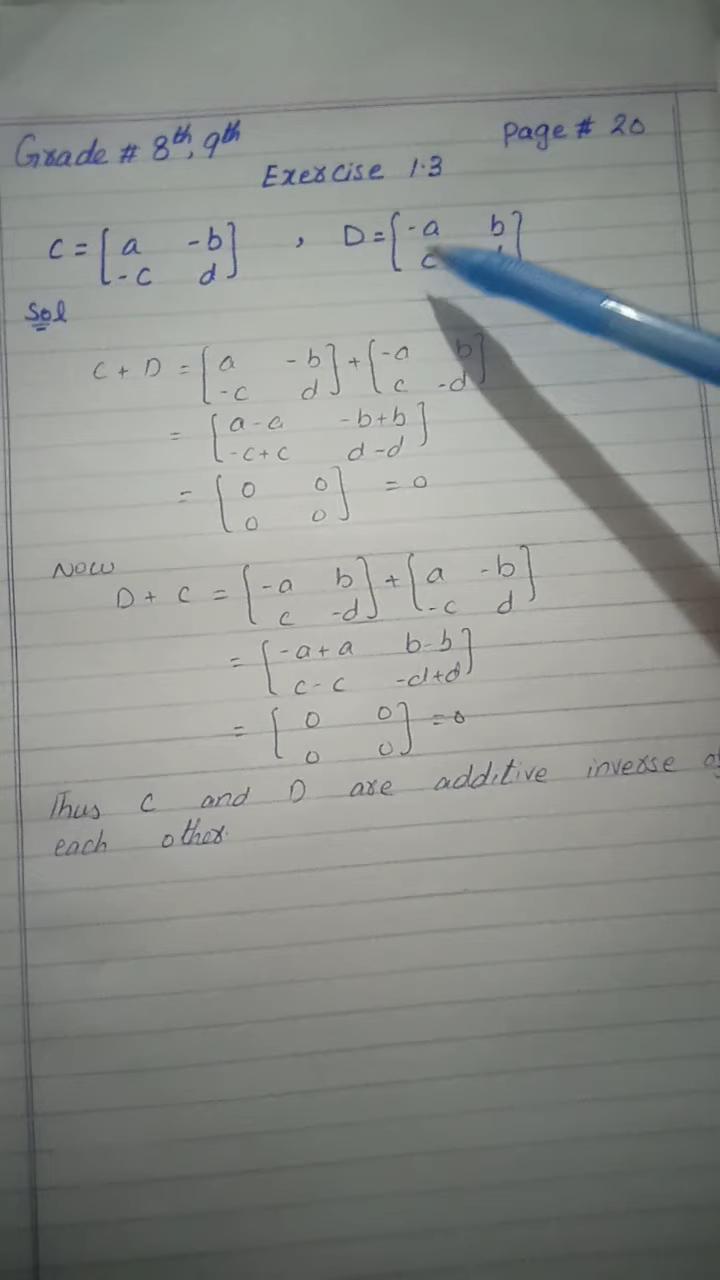 Grade # 8th, 9th Page # 20
Exercise 1.3
C = [a -b] , D = [-a b]
[-c d] [c
Sol
C + D = [a -b] + [-a b]
[-c d] [c -d]
= [a-a -b+b]
[-c+c d-d]
= [0 0] = 0
[0 0]
Now
D + C = [-a b] + [a -b]
[c -d] [-c d]
= [-a+a b-b]
[c-c -d+d]
= [0 0] = 0
[0 0]
Thus C and D are additive inverse
each other.